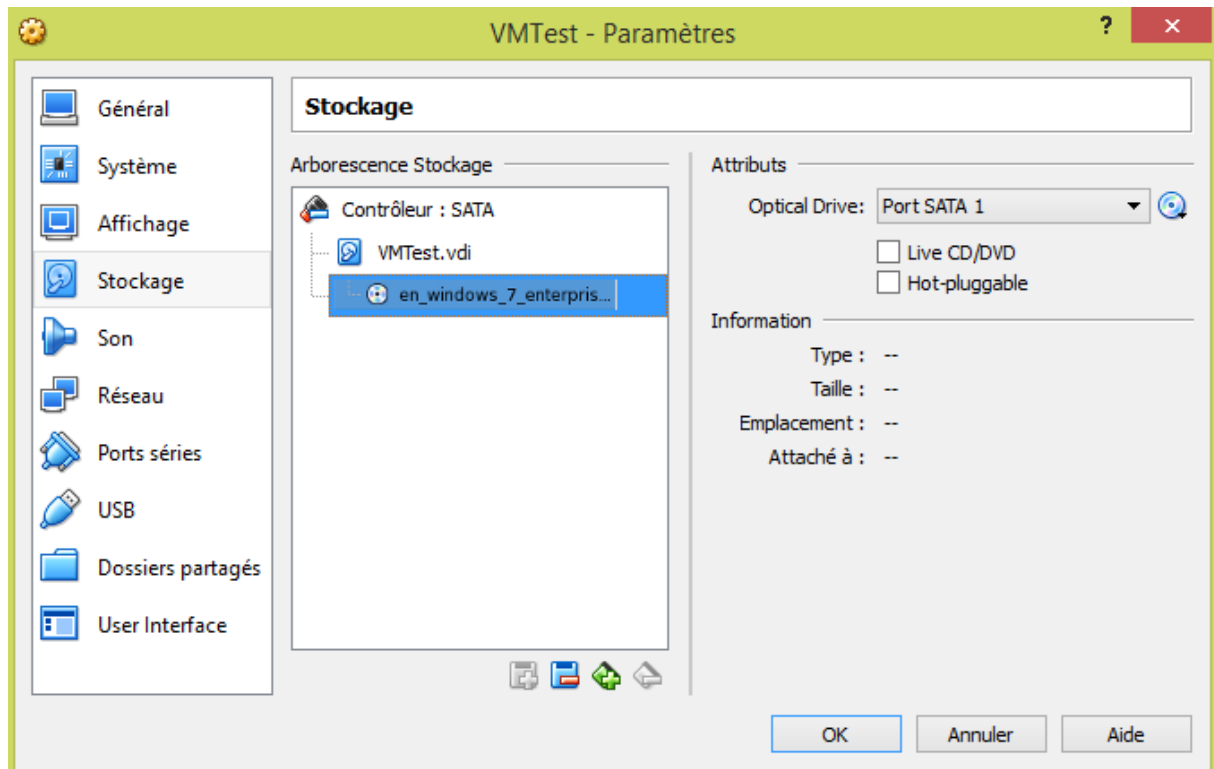 VMTest - Paramètres
?
Général
Système
Affichage
Stockage
Son
Réseau
Ports séries
USB
Dossiers partagés
User Interface
Stockage
Arborescence Stockage
Contrôleur : SATA
VMTest.vdi
en_windows_7_enterpris...
Attributs
Optical Drive: Port SATA 1
Live CD/DVD
Hot-pluggable
Information
Type : --
Taille : --
Emplacement : --
Attaché à : --
OK Annuler Aide